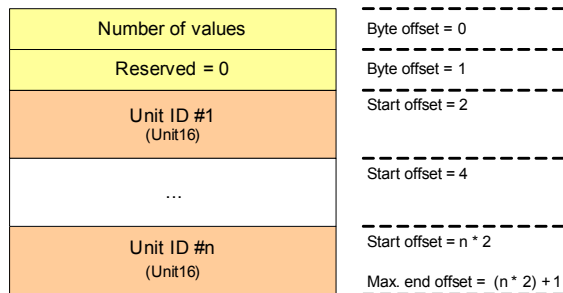 Number of values
Byte offset = 0
Reserved = 0
Byte offset = 1
Unit ID #1
(Unit16)
Start offset = 2
...
Start offset = 4
Unit ID #n
(Unit16)
Start offset = n * 2
Max. end offset = (n * 2) + 1